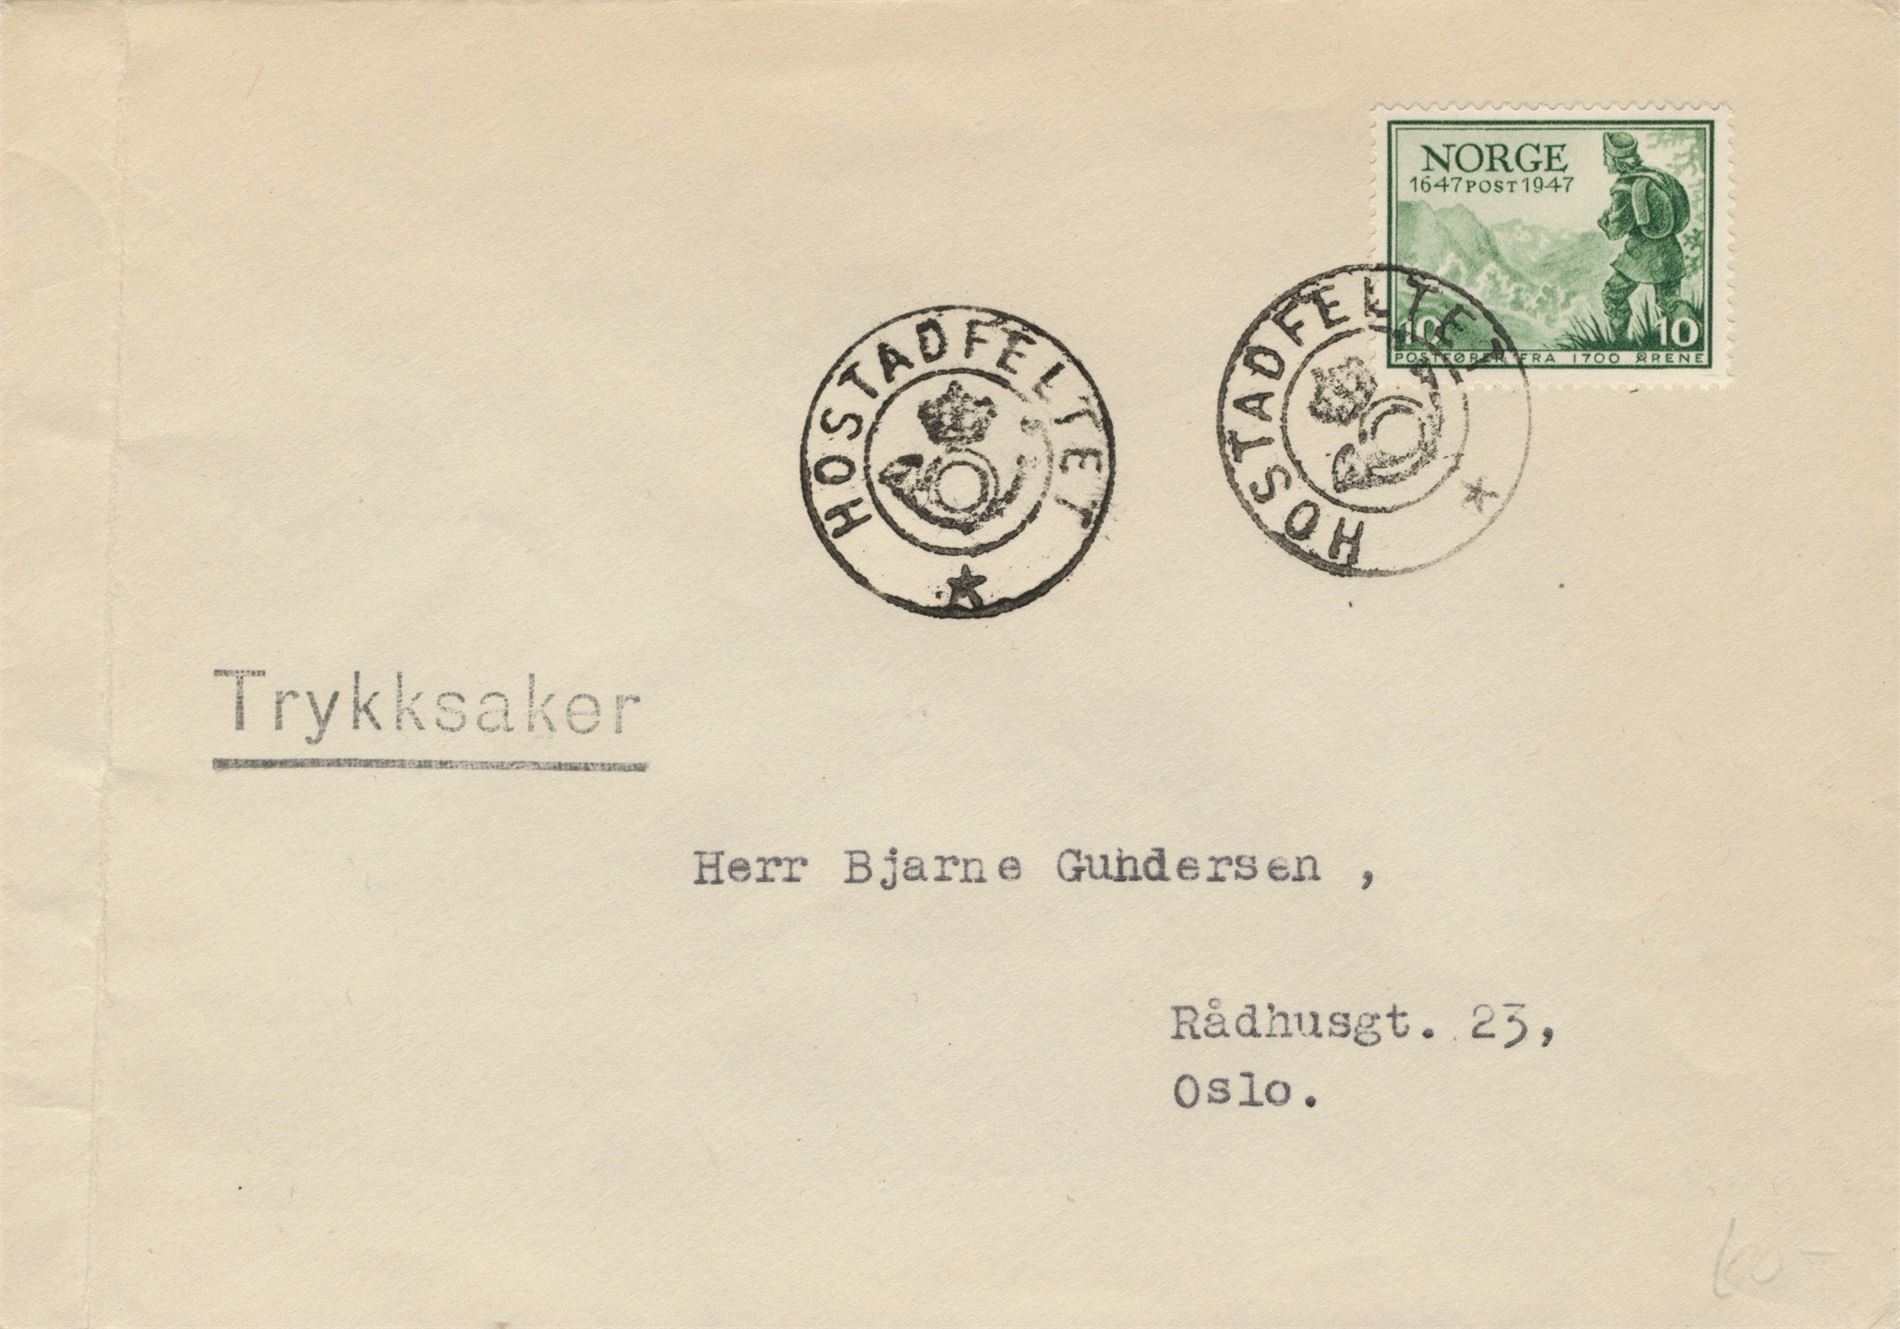 NORGE
1647 POST 1947
10 10
POSTFØRER FRA 1700 ÅRENE
HOSTADFELTET
HOSTADFELTET
Trykksaker
Herr Bjarne Gundersen ,
Rådhusgt. 23,
Oslo.